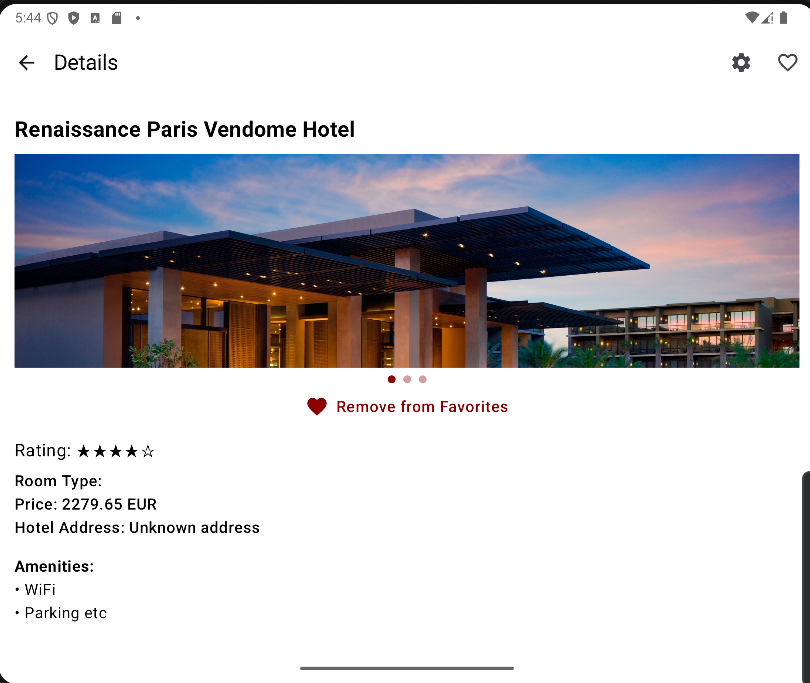 5:44
Details
Renaissance Paris Vendome Hotel
Remove from Favorites
Rating: ★★★★☆
Room Type:
Price: 2279.65 EUR
Hotel Address: Unknown address
Amenities:
• WiFi
• Parking etc